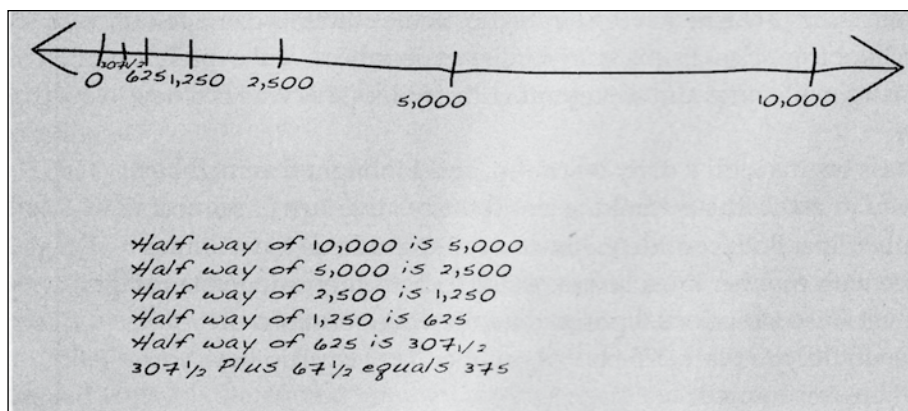 0 307 1/2 625 1,250 2,500 5,000 10,000
Half way of 10,000 is 5,000
Half way of 5,000 is 2,500
Half way of 2,500 is 1,250
Half way of 1,250 is 625
Half way of 625 is 307 1/2
307 1/2 Plus 67 1/2 equals 375